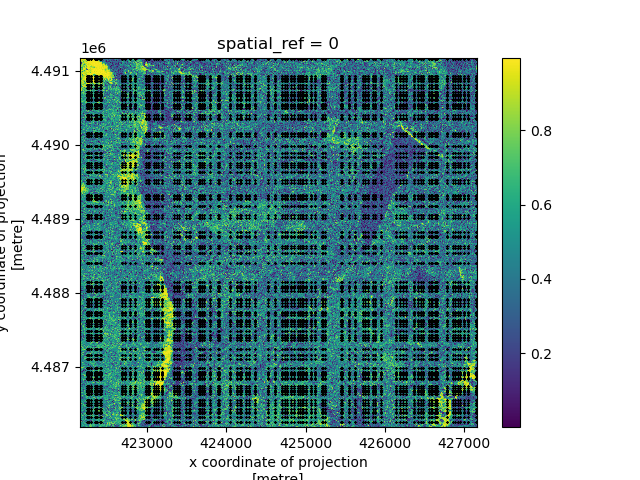 spatial_ref = 0
1e6
4.491
4.490
4.489
4.488
4.487
y coordinate of projection
[metre]
423000 424000 425000 426000 427000
x coordinate of projection
[metre]
0.8
0.6
0.4
0.2